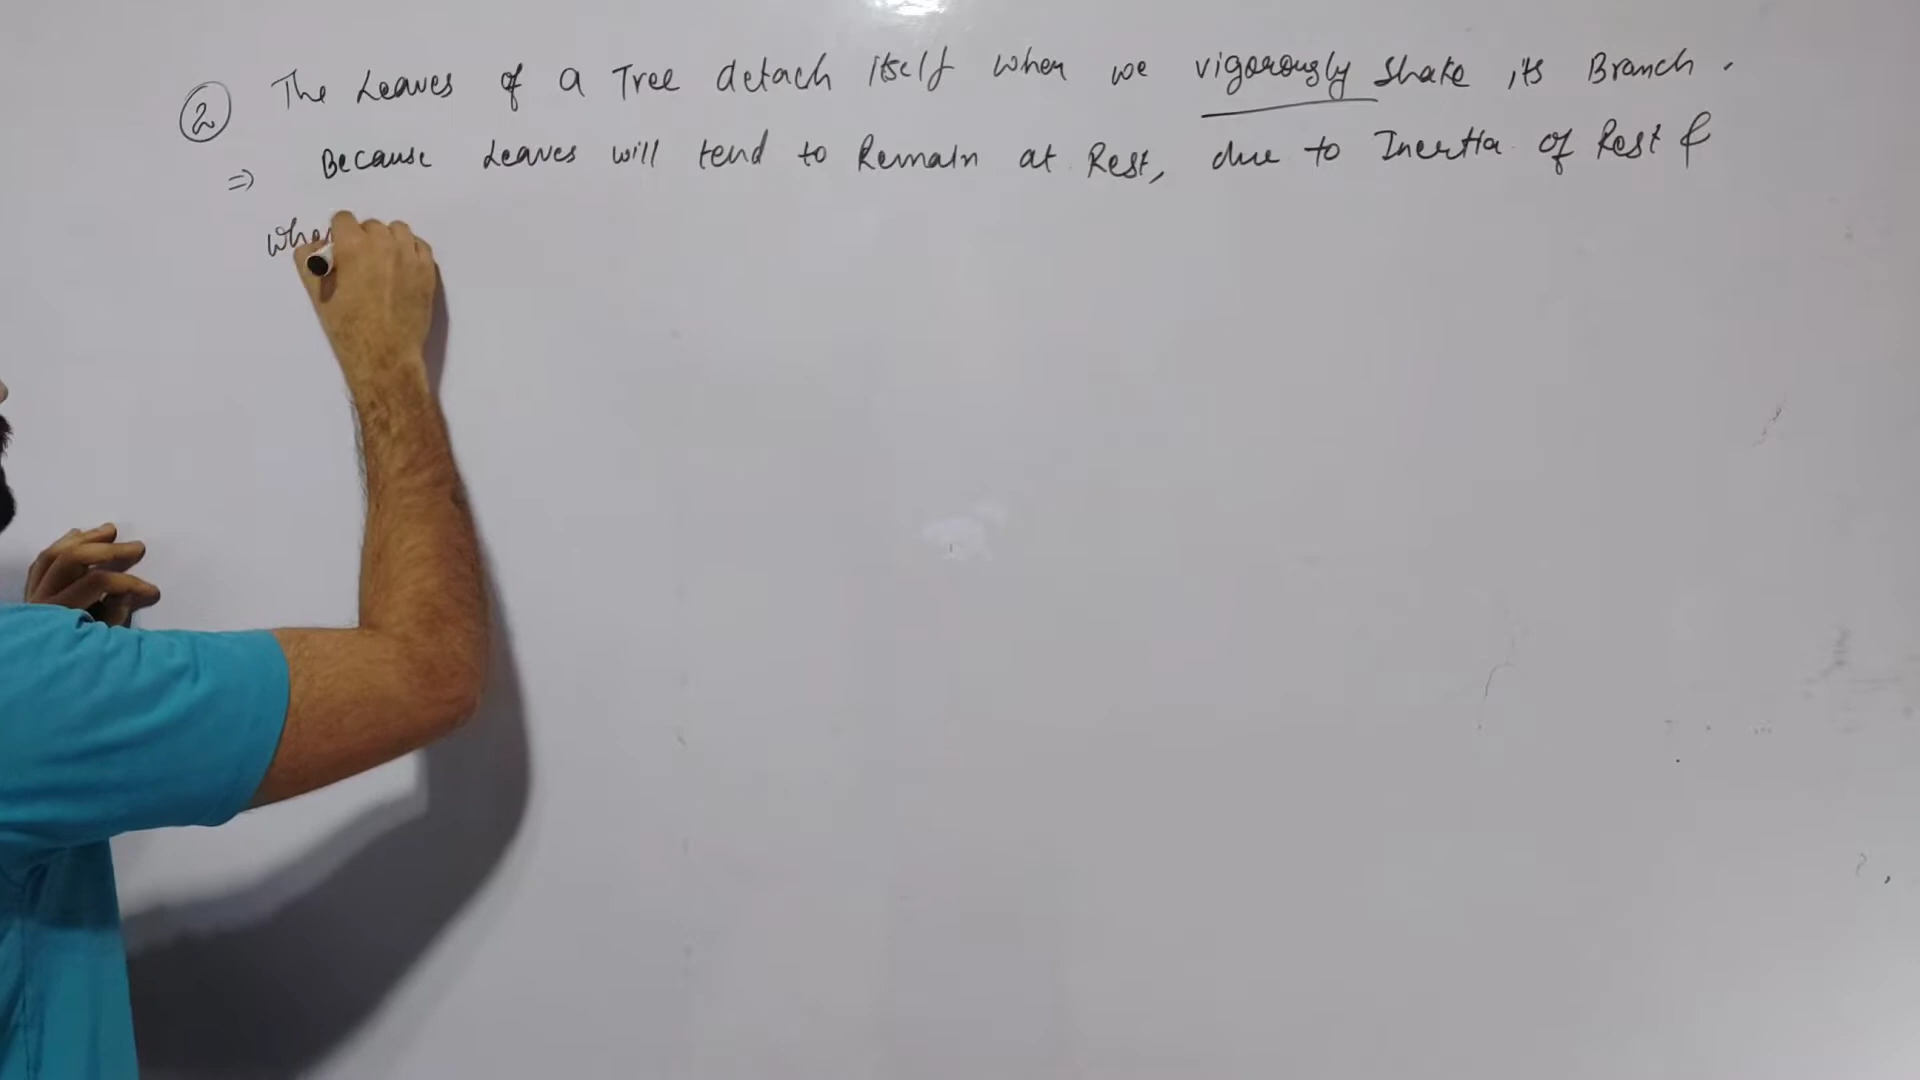 ② The Leaves of a Tree detach itself when we vigorously shake its Branch.
⇒ Because Leaves will tend to Remain at Rest, due to Inertia of Rest &